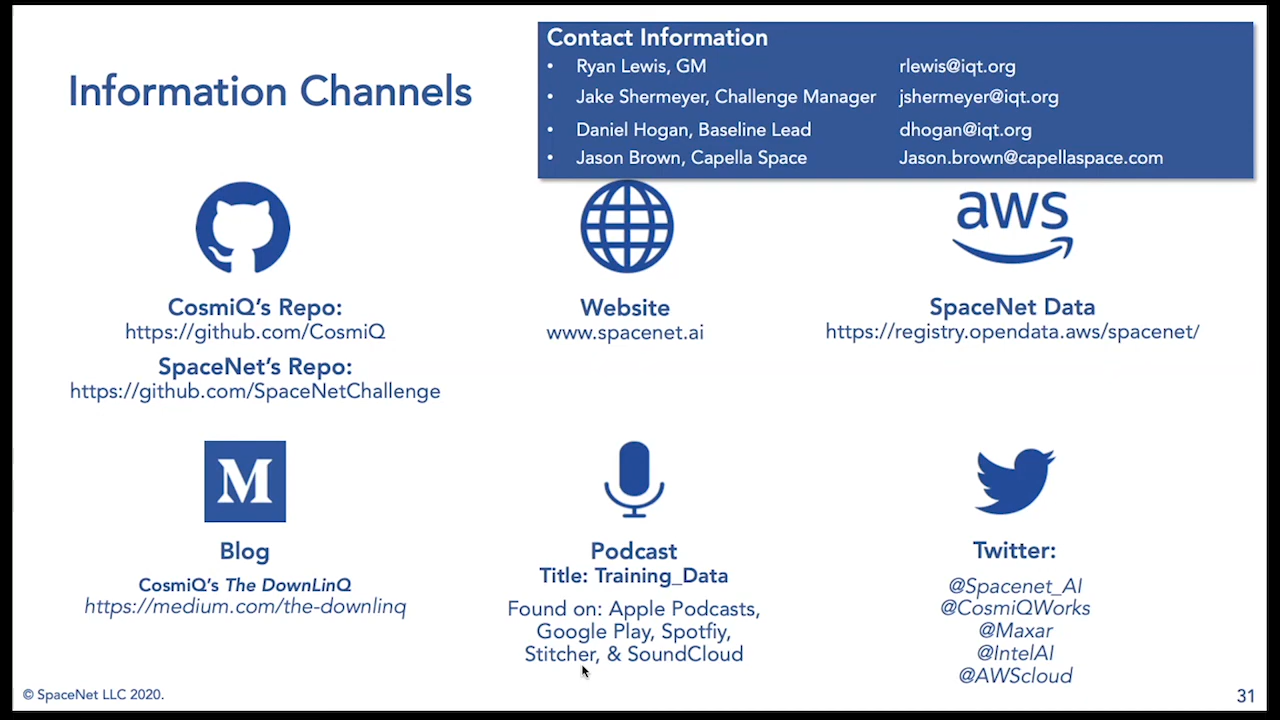 Information Channels
Contact Information
• Ryan Lewis, GM rlewis@iqt.org
• Jake Shermeyer, Challenge Manager jshermeyer@iqt.org
• Daniel Hogan, Baseline Lead dhogan@iqt.org
• Jason Brown, Capella Space Jason.brown@capellaspace.com
CosmiQ's Repo:
https://github.com/CosmiQ
SpaceNet's Repo:
https://github.com/SpaceNetChallenge
Website
www.spacenet.ai
aws
SpaceNet Data
https://registry.opendata.aws/spacenet/
M
Blog
CosmiQ's The DownLinQ
https://medium.com/the-downlinq
Podcast
Title: Training_Data
Found on: Apple Podcasts,
Google Play, Spotfiy,
Stitcher, & SoundCloud
Twitter:
@Spacenet_AI
@CosmiQWorks
@Maxar
@IntelAI
@AWScloud
© SpaceNet LLC 2020.
31